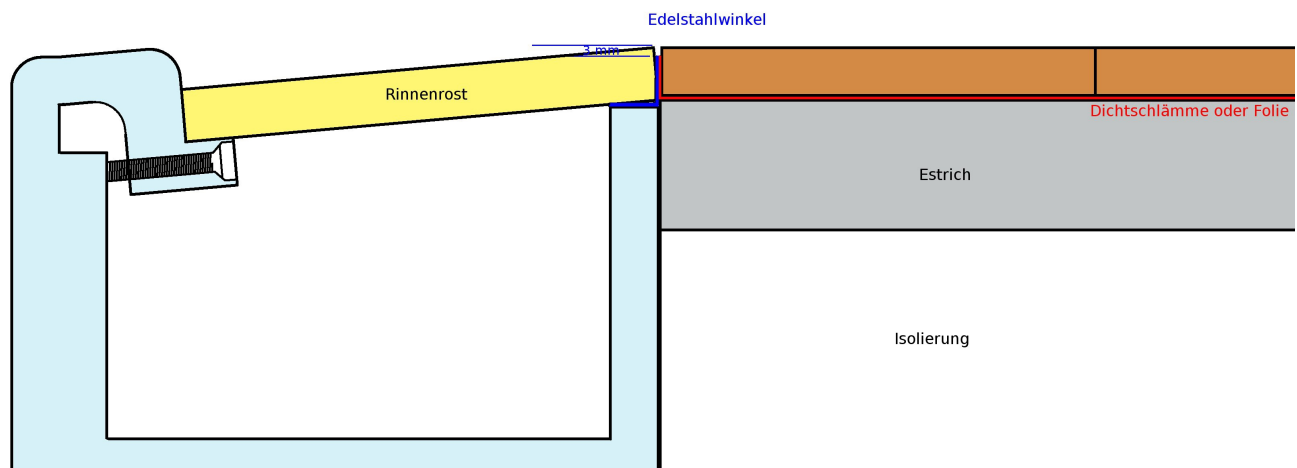 Edelstahlwinkel
3 mm
Rinnenrost
Dichtschlämme oder Folie
Estrich
Isolierung